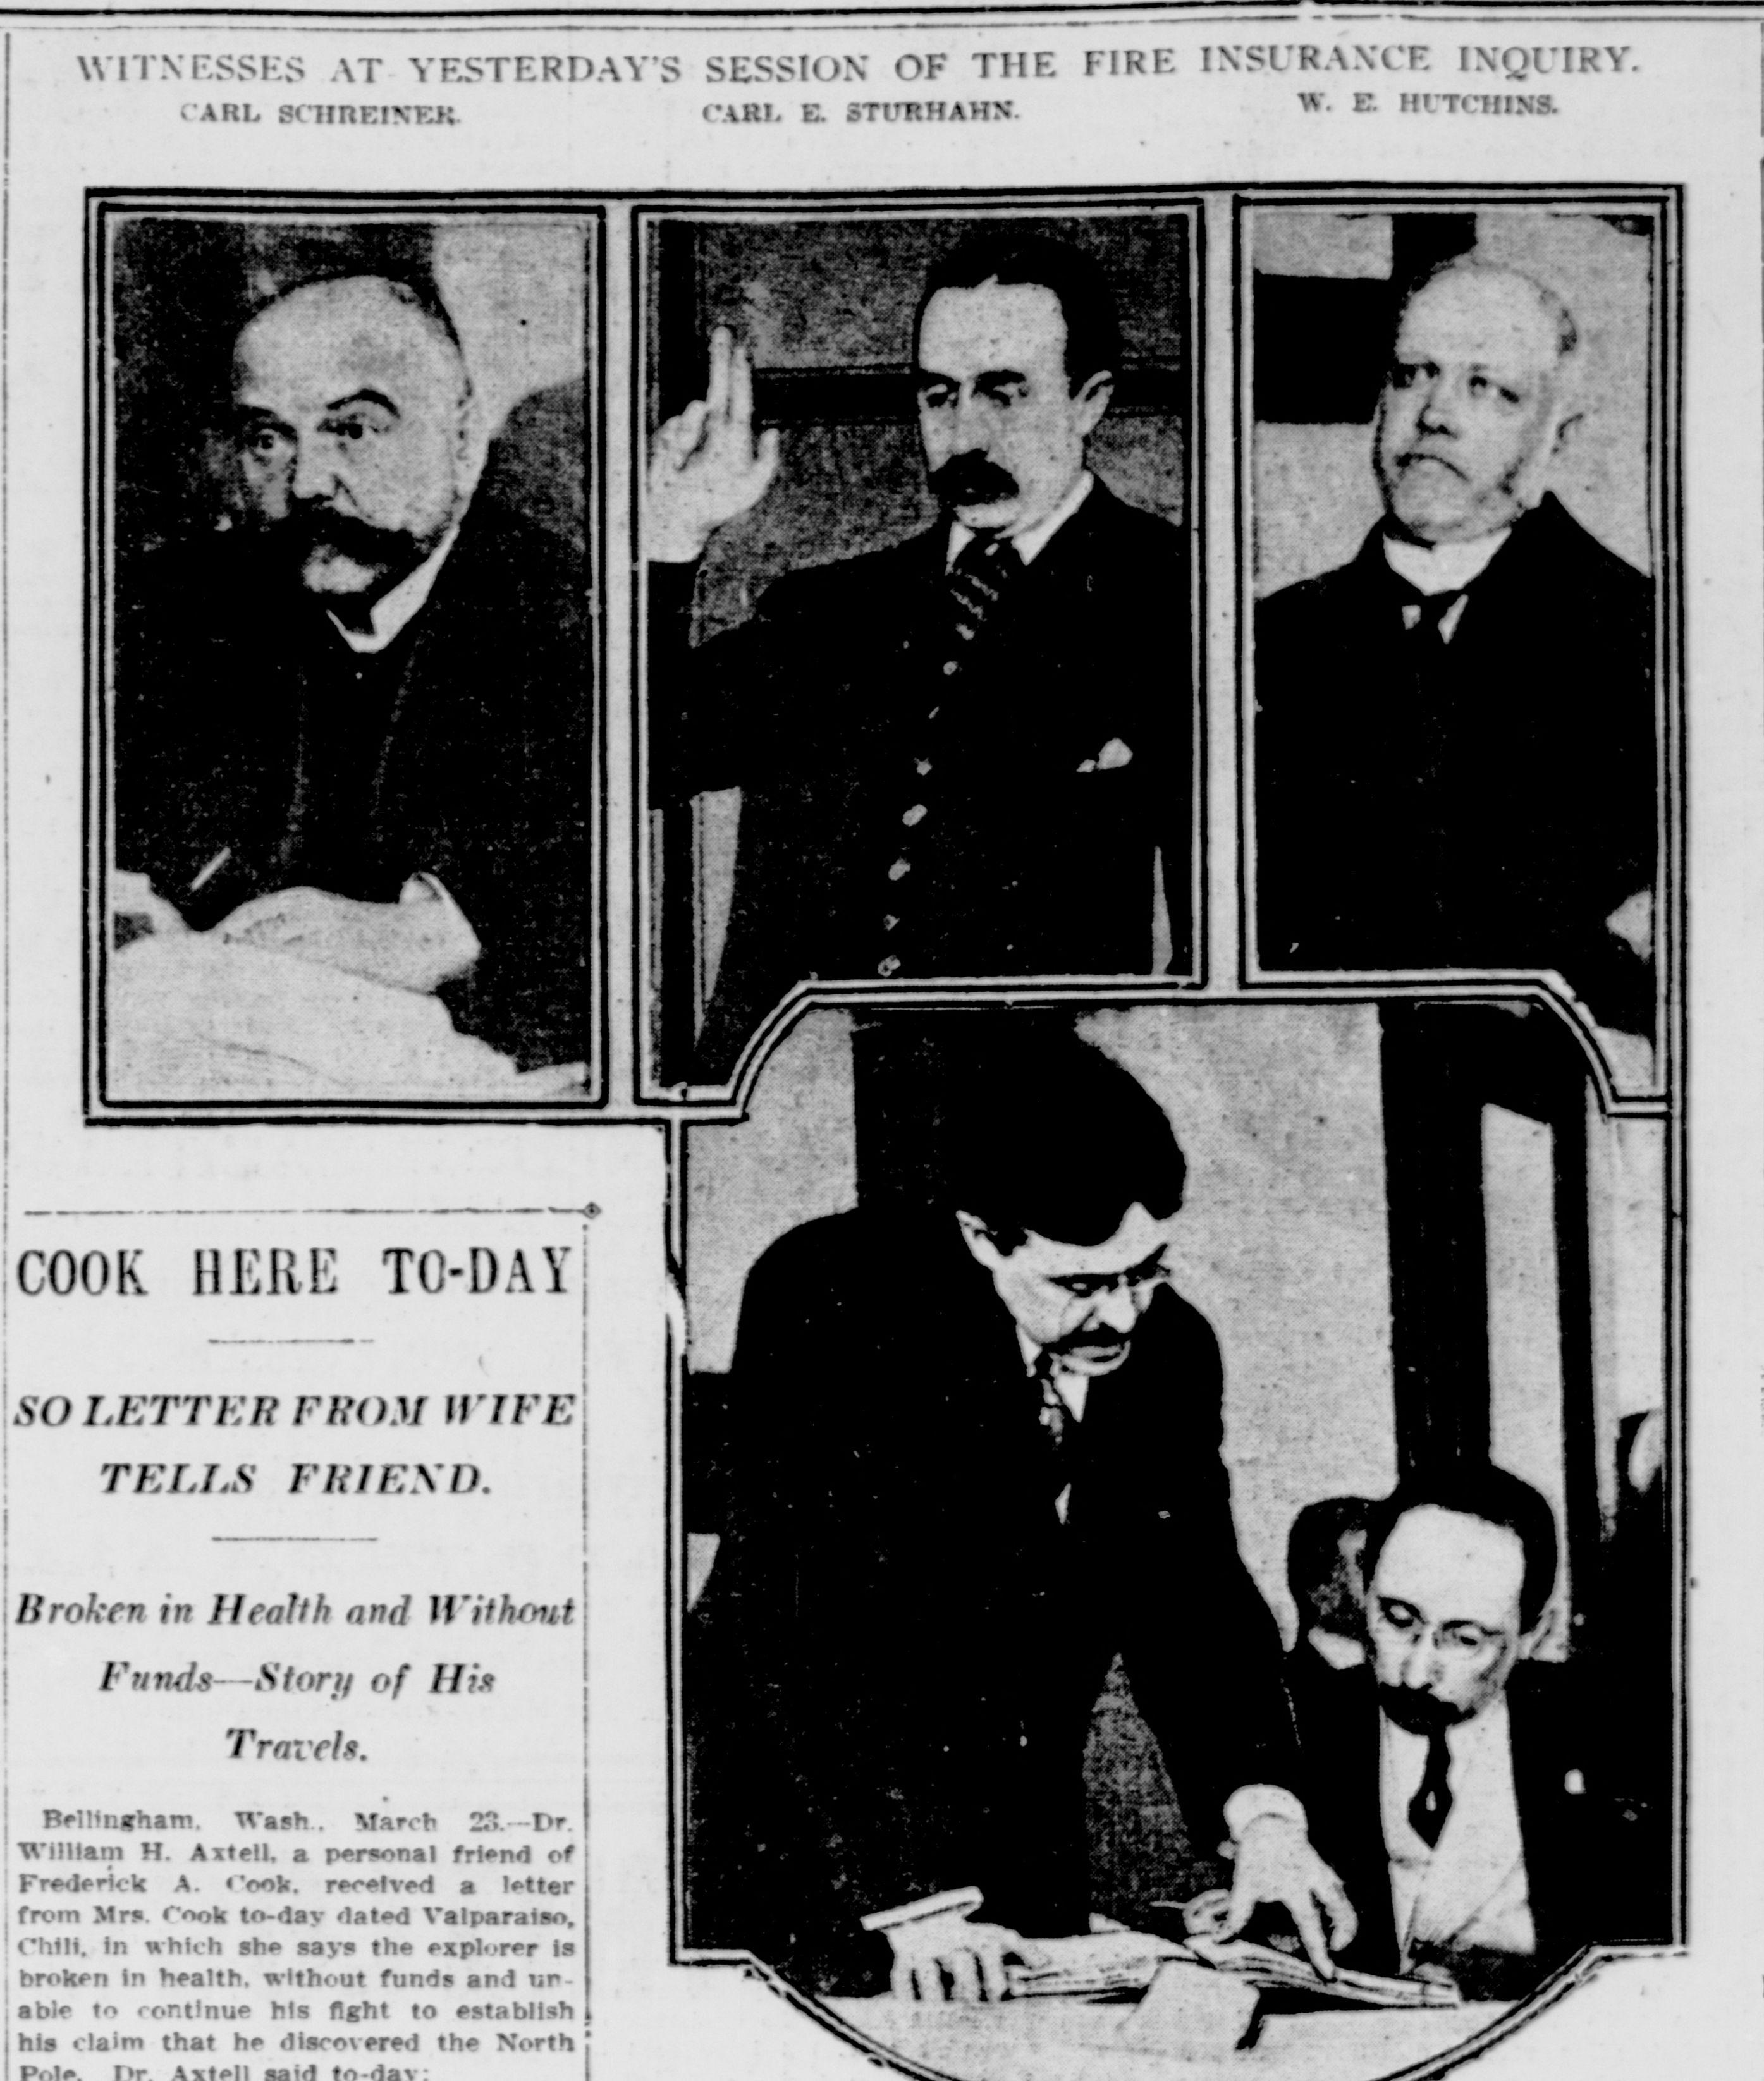 WITNESSES AT YESTERDAY'S SESSION OF THE FIRE INSURANCE INQUIRY.
CARL SCHREINER. CARL E. STURHAHN. W. E. HUTCHINS.
COOK HERE TO-DAY
SO LETTER FROM WIFE
TELLS FRIEND.
Broken in Health and Without
Funds—Story of His
Travels.
Bellingham, Wash., March 23.—Dr.
William H. Axtell, a personal friend of
Frederick A. Cook, received a letter
from Mrs. Cook to-day dated Valparaiso,
Chili, in which she says the explorer is
broken in health, without funds and un-
able to continue his fight to establish
his claim that he discovered the North
Pole. Dr. Axtell said to-day: